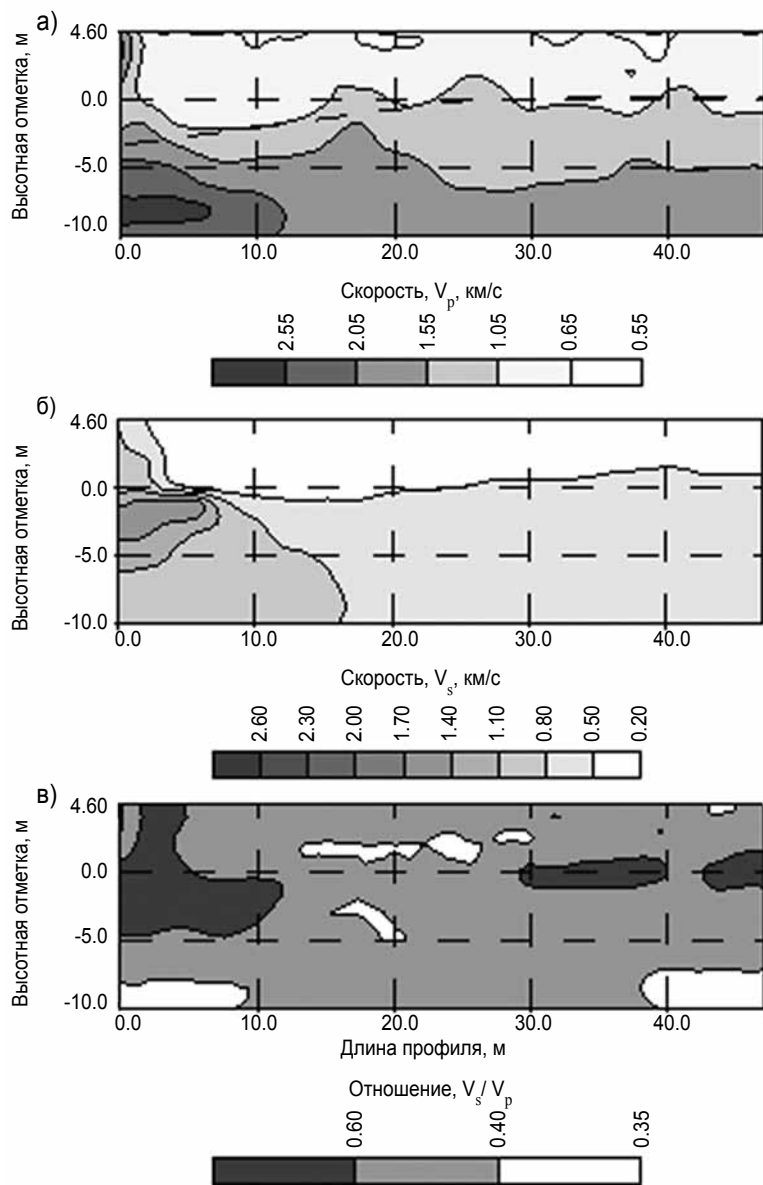 а)
Высотная отметка, м
4.60
0.0
-5.0
-10.0
0.0 10.0 20.0 30.0 40.0
Скорость, Vp, км/с
2.55 2.05 1.55 1.05 0.65 0.55
б)
Высотная отметка, м
4.60
0.0
-5.0
-10.0
0.0 10.0 20.0 30.0 40.0
Скорость, Vs, км/с
2.60 2.30 2.00 1.70 1.40 1.10 0.80 0.50 0.20
в)
Высотная отметка, м
4.60
0.0
-5.0
-10.0
0.0 10.0 20.0 30.0 40.0
Длина профиля, м
Отношение, Vs/ Vp
0.60 0.40 0.35